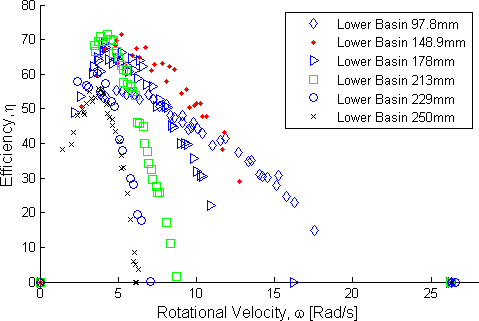 80
70
60
50
40
30
20
10
0
Efficiency, η
0
5
10
15
20
25
Rotational Velocity, ω [Rad/s]
Lower Basin 97.8mm
Lower Basin 148.9mm
Lower Basin 178mm
Lower Basin 213mm
Lower Basin 229mm
Lower Basin 250mm